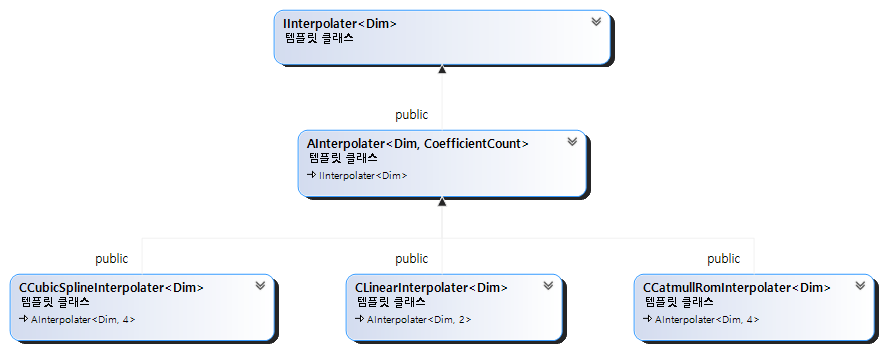 IInterpolater<Dim>
템플릿 클래스
public
AInterpolater<Dim, CoefficientCount>
템플릿 클래스
IInterpolater<Dim>
public
public
public
CCubicSplineInterpolater<Dim>
템플릿 클래스
AInterpolater<Dim, 4>
CLinearInterpolater<Dim>
템플릿 클래스
AInterpolater<Dim, 2>
CCatmullRomInterpolater<Dim>
템플릿 클래스
AInterpolater<Dim, 4>